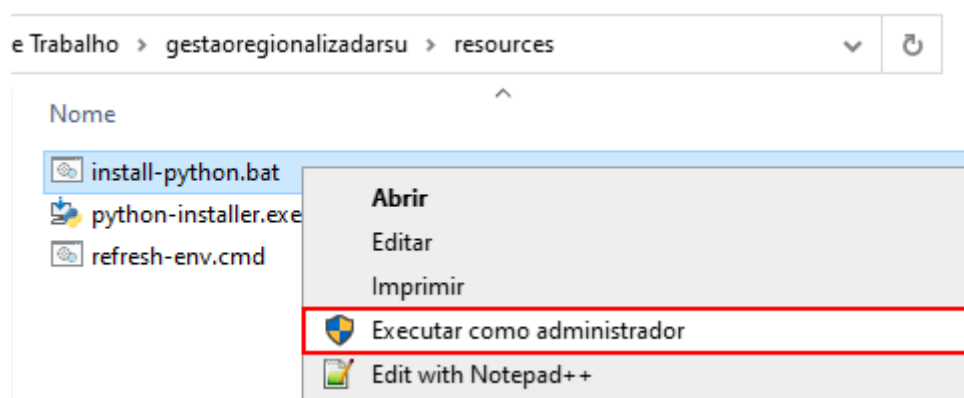 e Trabalho > gestaoregionalizadarsu > resources
Nome
install-python.bat
Abrir
python-installer.exe
Editar
refresh-env.cmd
Imprimir
Executar como administrador
Edit with Notepad++